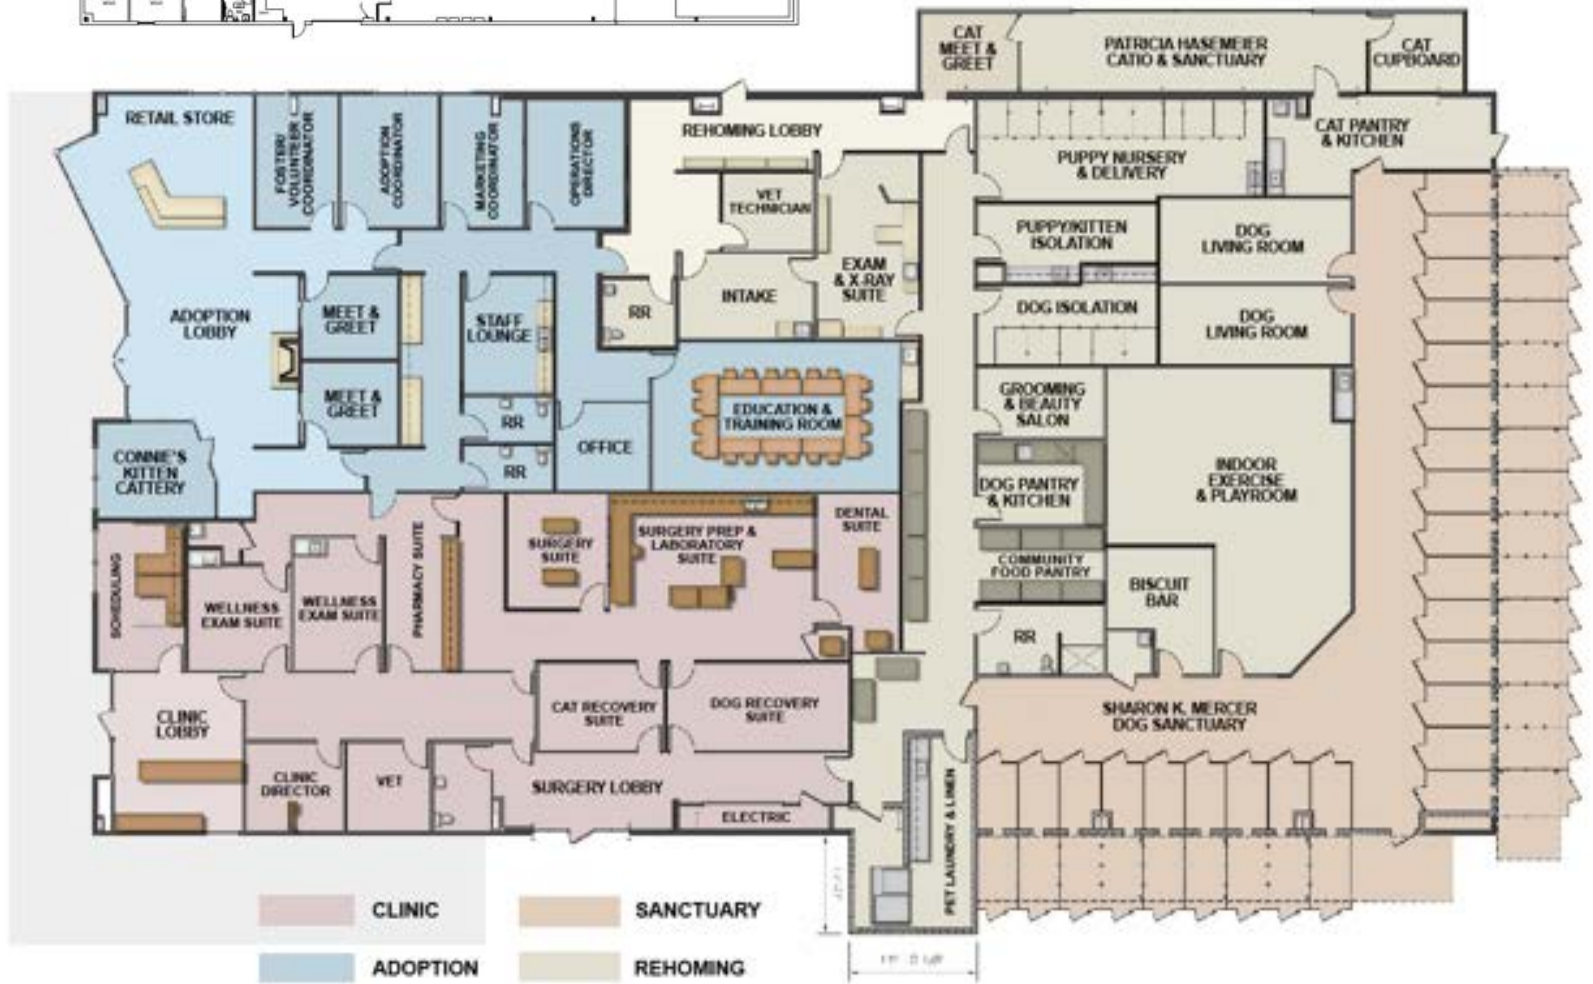 CAT
MEET &
GREET
PATRICIA HASEMEIER
CATIO & SANCTUARY
CAT
CUPBOARD
RETAIL STORE
FOSTER/
VOLUNTEER
COORDINATOR
ADOPTION
COORDINATOR
MARKETING
COORDINATOR
OPERATIONS
DIRECTOR
REHOMING LOBBY
PUPPY NURSERY
& DELIVERY
CAT PANTRY
& KITCHEN
VET
TECHNICIAN
EXAM
& X-RAY
SUITE
INTAKE
RR
PUPPY/KITTEN
ISOLATION
DOG
LIVING ROOM
DOG ISOLATION
DOG
LIVING ROOM
ADOPTION
LOBBY
MEET &
GREET
MEET &
GREET
STAFF
LOUNGE
RR
RR
OFFICE
EDUCATION &
TRAINING ROOM
GROOMING
& BEAUTY
SALON
DOG PANTRY
& KITCHEN
INDOOR
EXERCISE
& PLAYROOM
CONNIE'S
KITTEN
CATTERY
SCHEDULING
WELLNESS
EXAM SUITE
WELLNESS
EXAM SUITE
PHARMACY SUITE
SURGERY
SUITE
SURGERY PREP &
LABORATORY
SUITE
DENTAL
SUITE
COMMUNITY
FOOD PANTRY
BISCUIT
BAR
RR
CLINIC
LOBBY
CAT RECOVERY
SUITE
DOG RECOVERY
SUITE
SHARON K. MERCER
DOG SANCTUARY
CLINIC
DIRECTOR
VET
SURGERY LOBBY
ELECTRIC
PET LAUNDRY & LINEN
CLINIC
SANCTUARY
ADOPTION
REHOMING